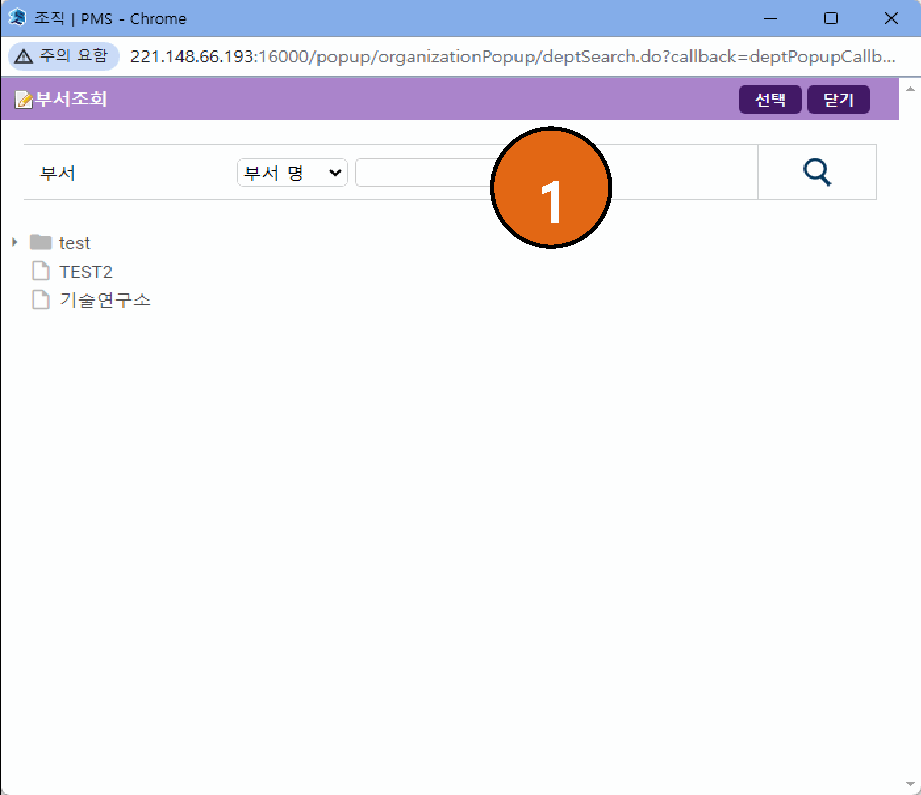 조직 | PMS - Chrome
주의 요함 221.148.66.193:16000/popup/organizationPopup/deptSearch.do?callback=deptPopupCallb...
부서조회 선택 닫기
부서 부서 명
1
test
TEST2
기술연구소